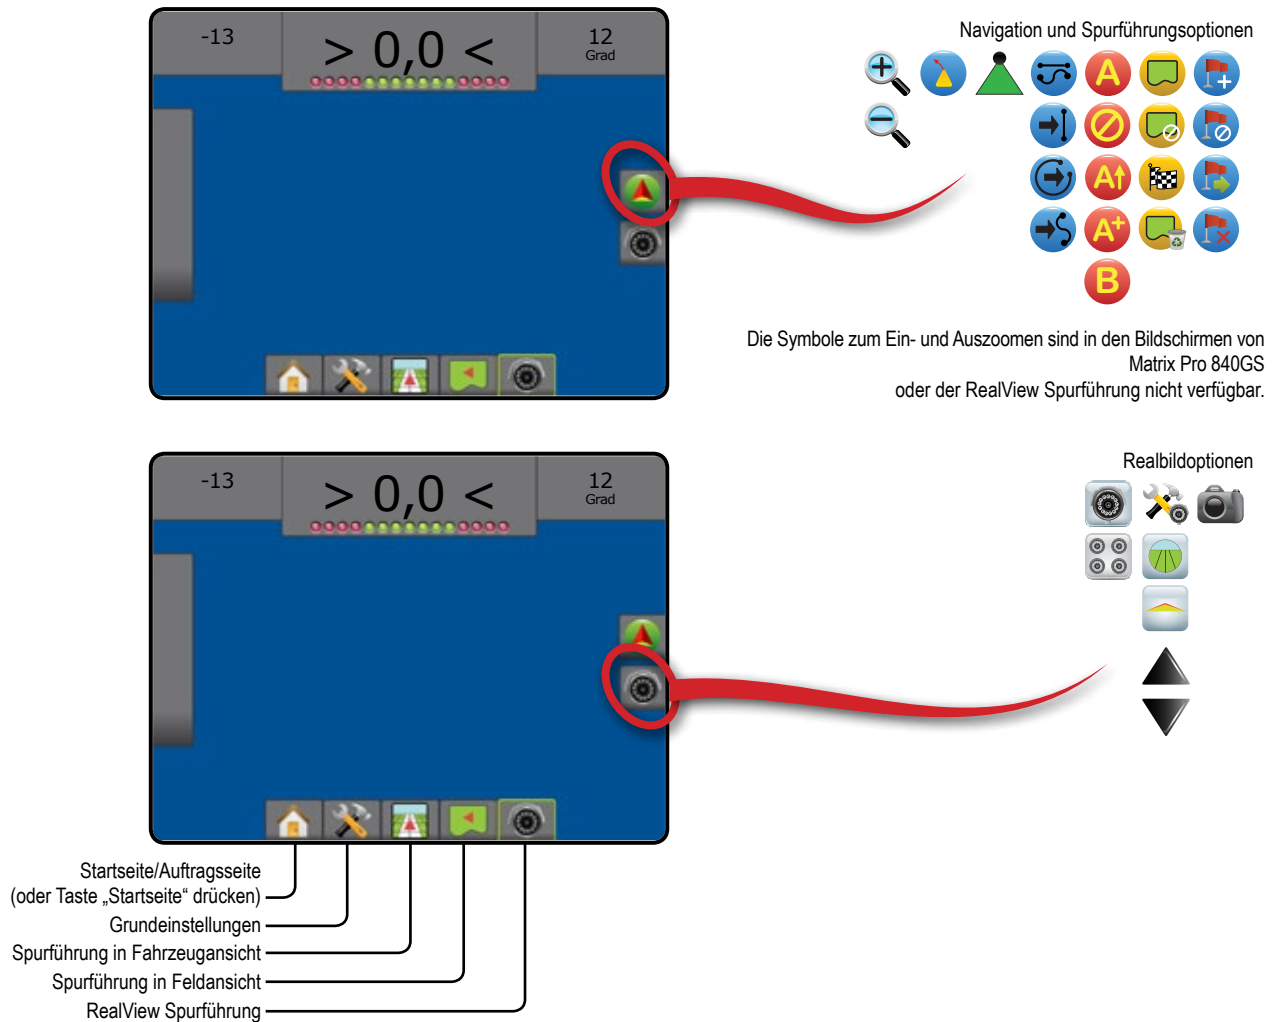 -13
> 0,0 <
12
Grad
Navigation und Spurführungsoptionen
A
A
A+
B
Die Symbole zum Ein- und Auszoomen sind in den Bildschirmen von
Matrix Pro 840GS
oder der RealView Spurführung nicht verfügbar.
-13
> 0,0 <
12
Grad
Realbildoptionen
Startseite/Auftragsseite
(oder Taste „Startseite“ drücken)
Grundeinstellungen
Spurführung in Fahrzeugansicht
Spurführung in Feldansicht
RealView Spurführung